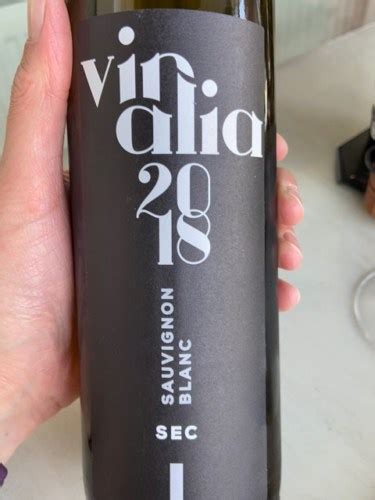 vin
alia
20
18
SAUVIGNON
BLANC
SEC